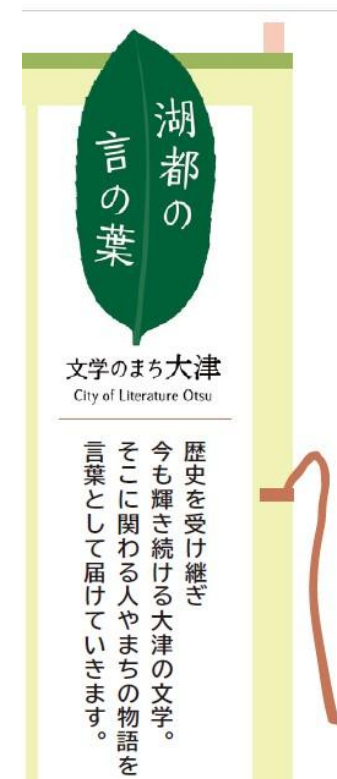 湖都の
言の葉
文学のまち大津
City of Literature Otsu
歴史を受け継ぎ
今も輝き続ける大津の文学。
そこに関わる人やまちの物語を
言葉として届けていきます。